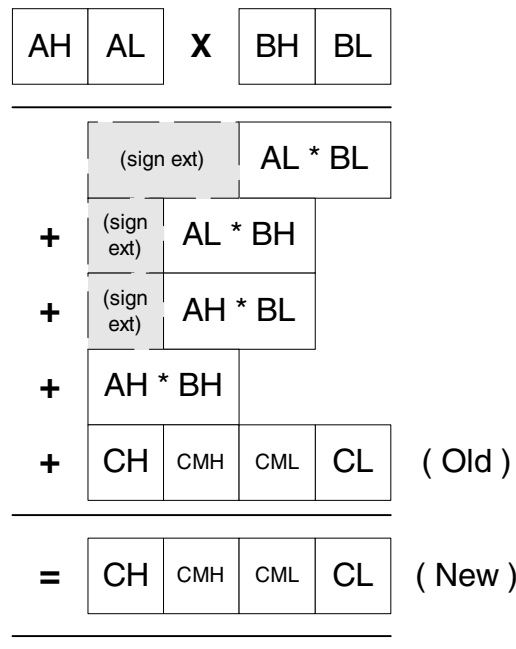 AH AL X BH BL
(sign ext) AL * BL
+ (sign ext) AL * BH
+ (sign ext) AH * BL
+ AH * BH
+ CH CMH CML CL ( Old )
= CH CMH CML CL ( New )